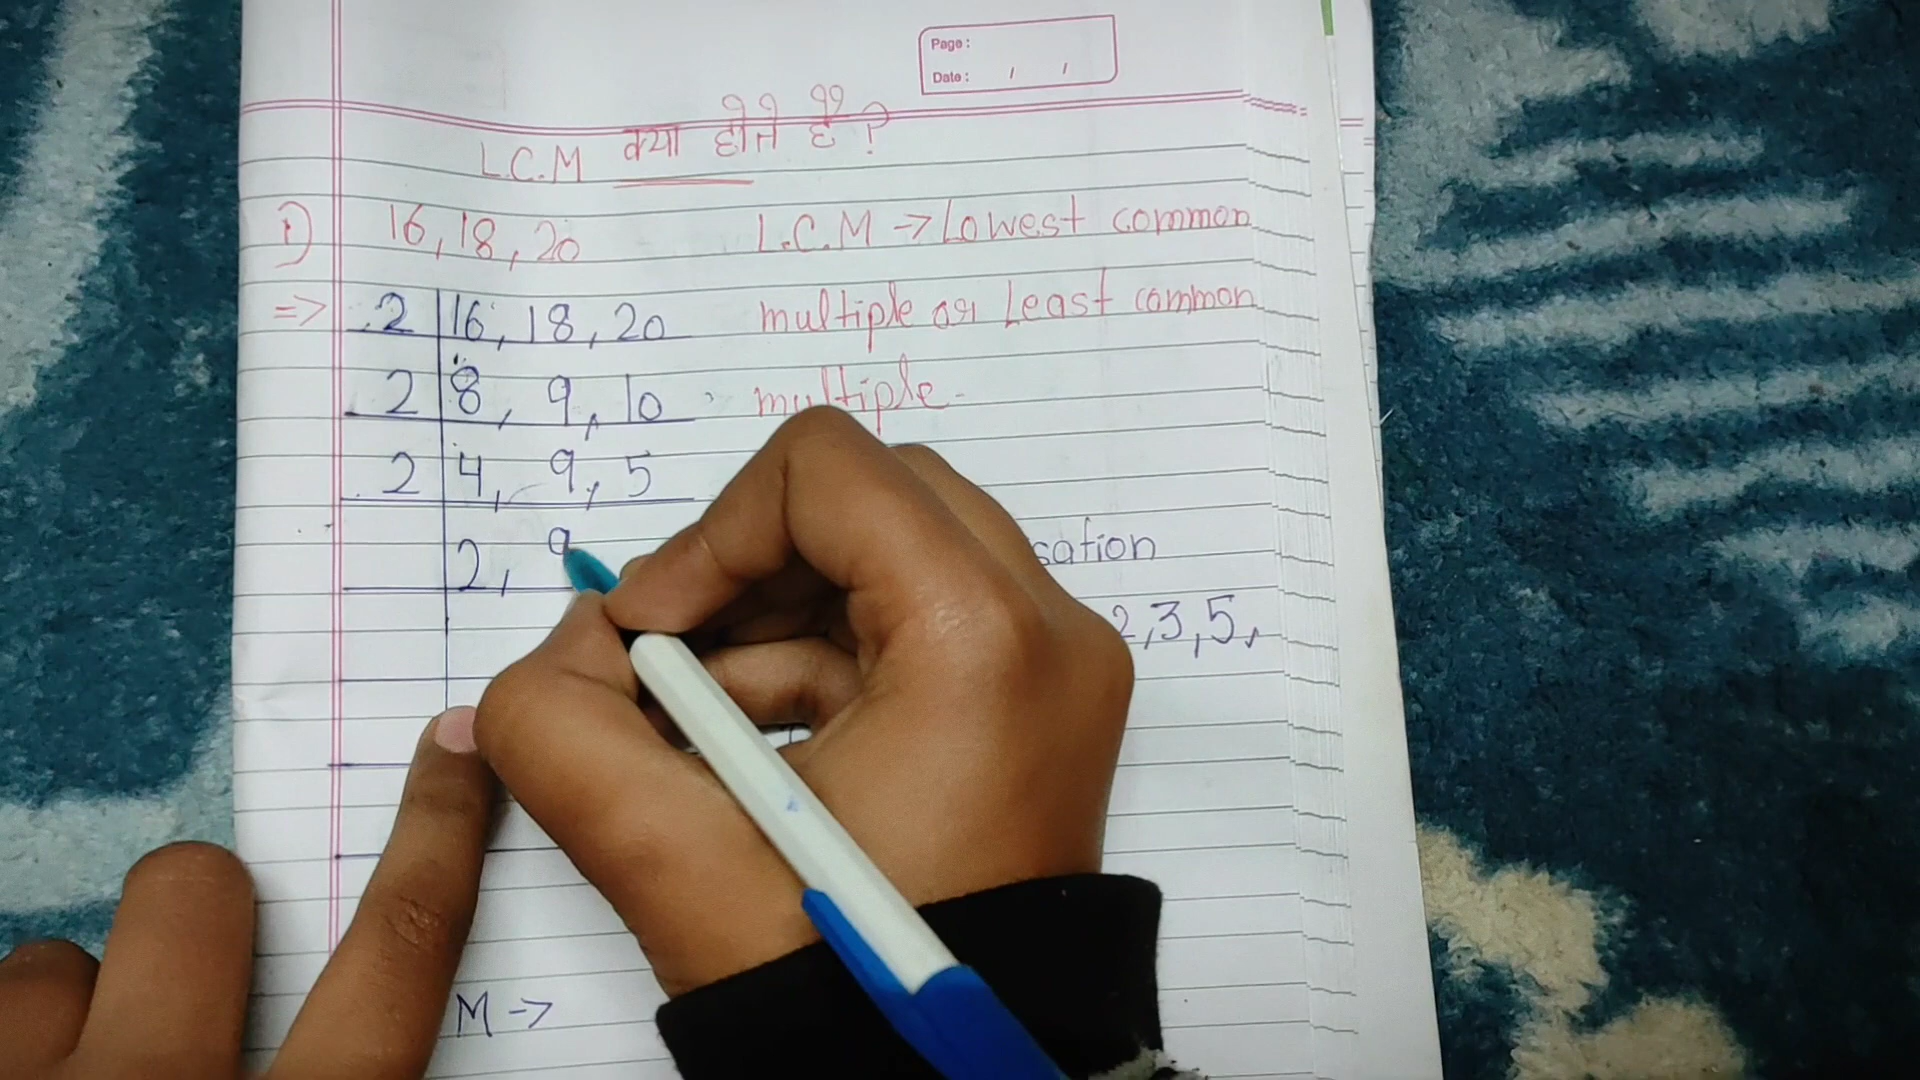 Page :
Date : / /
L.C.M क्या होते है ?
1) 16, 18, 20 L.C.M → Lowest common
=> 2 | 16, 18, 20 multiple or Least common
2 | 8, 9, 10 multiple
2 | 4, 9, 5
2, 9
sation
2, 3, 5,
M →